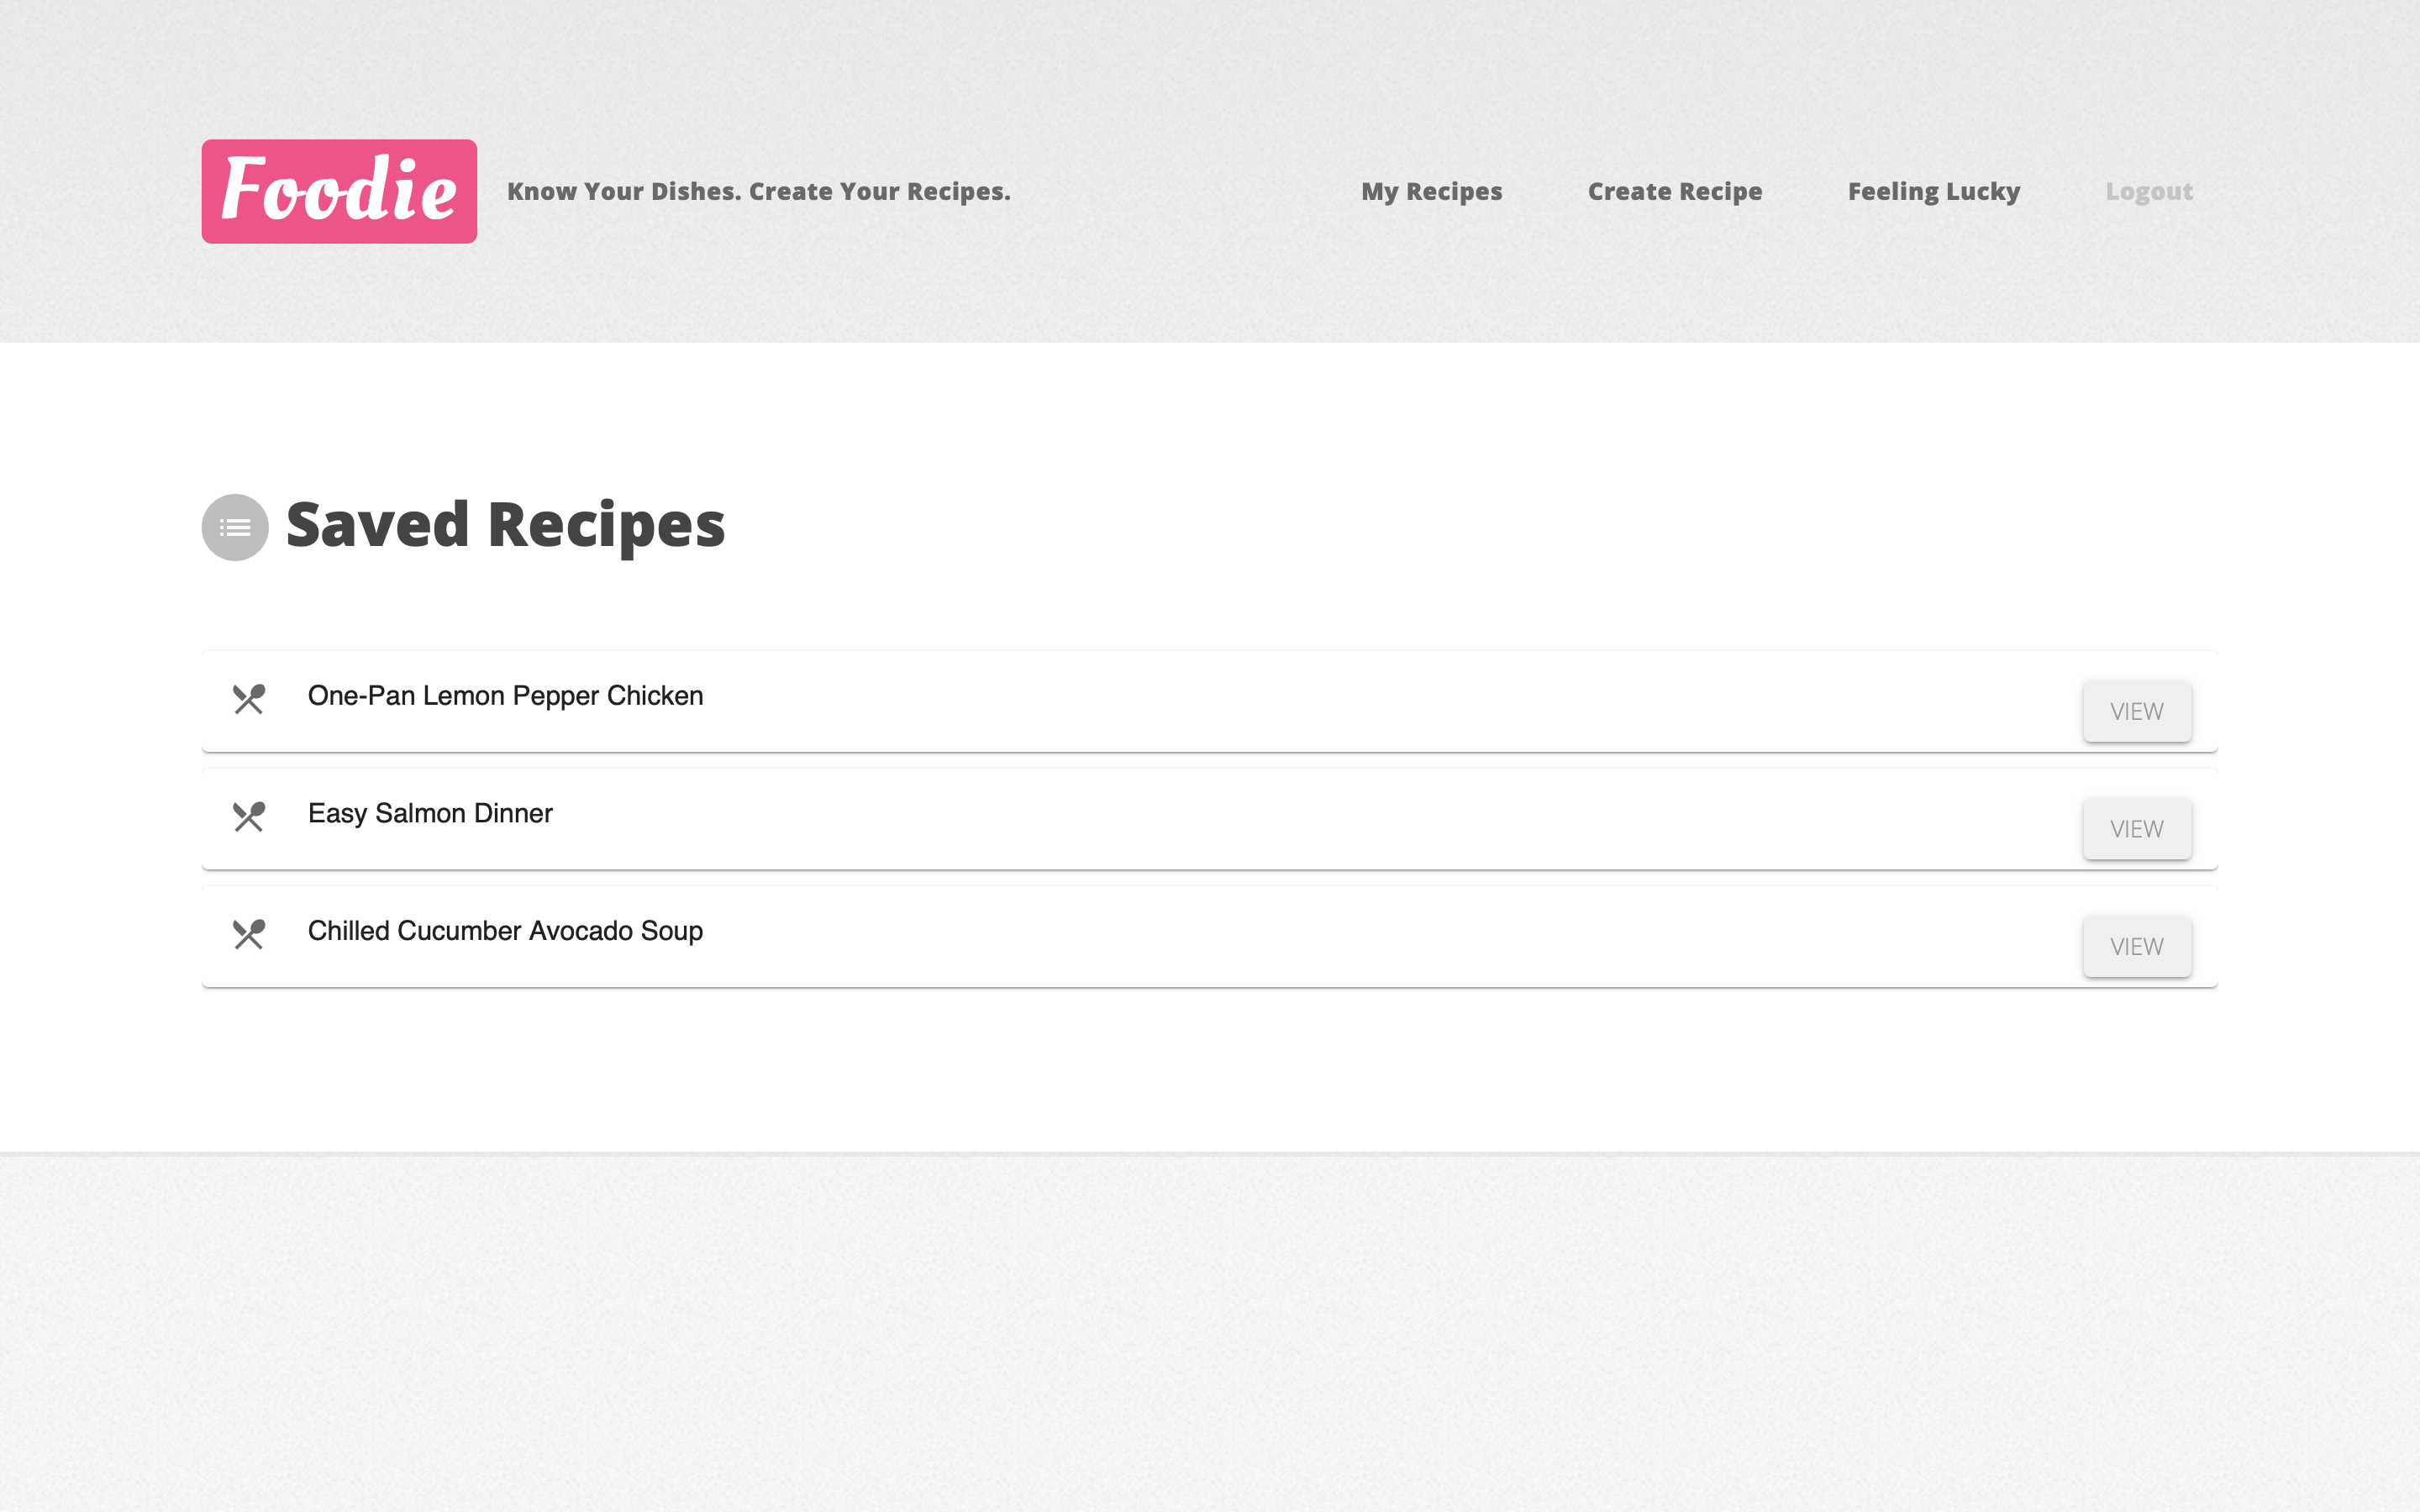 Foodie
Know Your Dishes. Create Your Recipes.
My Recipes
Create Recipe
Feeling Lucky
Logout
Saved Recipes
One-Pan Lemon Pepper Chicken
VIEW
Easy Salmon Dinner
VIEW
Chilled Cucumber Avocado Soup
VIEW